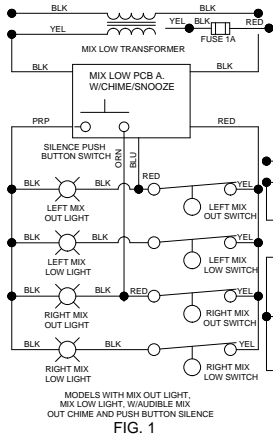 BLK BLK
YEL YEL BLK RED
FUSE 1A
MIX LOW TRANSFORMER
BLK BLK
MIX LOW PCB A.
W/CHIME/SNOOZE
PRP RED
SILENCE PUSH
BUTTON SWITCH
ORN
BLU
RED
BLK BLK YEL
LEFT MIX
OUT LIGHT
LEFT MIX
OUT SWITCH
BLK BLK YEL
LEFT MIX
LOW LIGHT
LEFT MIX
LOW SWITCH
BLK BLK RED YEL
RIGHT MIX
OUT LIGHT
RIGHT MIX
OUT SWITCH
BLK BLK YEL
RIGHT MIX
LOW LIGHT
RIGHT MIX
LOW SWITCH
MODELS WITH MIX OUT LIGHT,
MIX LOW LIGHT, W/AUDIBLE MIX
OUT CHIME AND PUSH BUTTON SILENCE
FIG. 1